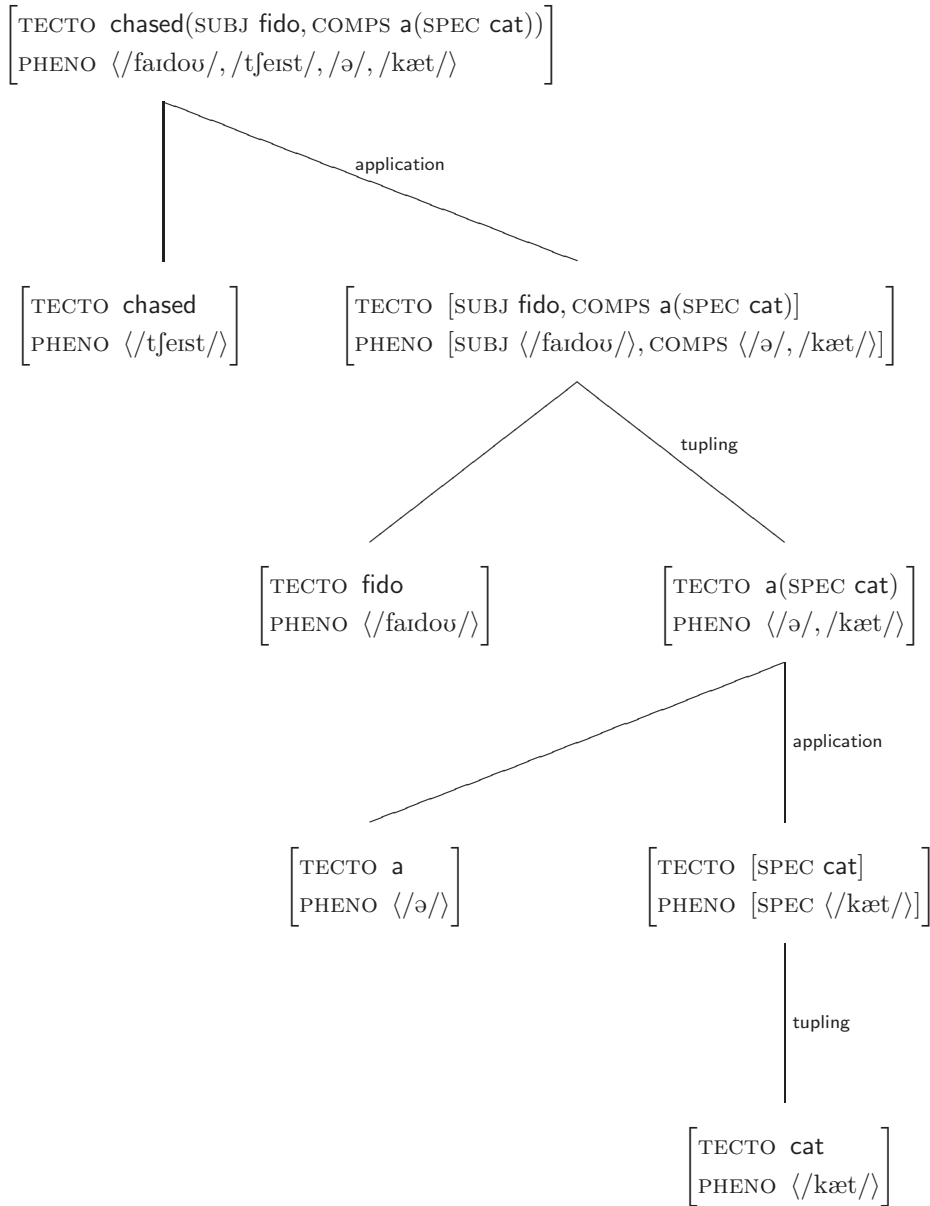 TECTO chased(SUBJ fido, COMPS a(SPEC cat))
PHENO ⟨/faɪdoʊ/, /tʃeɪst/, /ə/, /kæt/⟩
application
TECTO chased
PHENO ⟨/tʃeɪst/⟩
TECTO [SUBJ fido, COMPS a(SPEC cat)]
PHENO [SUBJ ⟨/faɪdoʊ/⟩, COMPS ⟨/ə/, /kæt/⟩]
tupling
TECTO fido
PHENO ⟨/faɪdoʊ/⟩
TECTO a(SPEC cat)
PHENO ⟨/ə/, /kæt/⟩
application
TECTO a
PHENO ⟨/ə/⟩
TECTO [SPEC cat]
PHENO [SPEC ⟨/kæt/⟩]
tupling
TECTO cat
PHENO ⟨/kæt/⟩